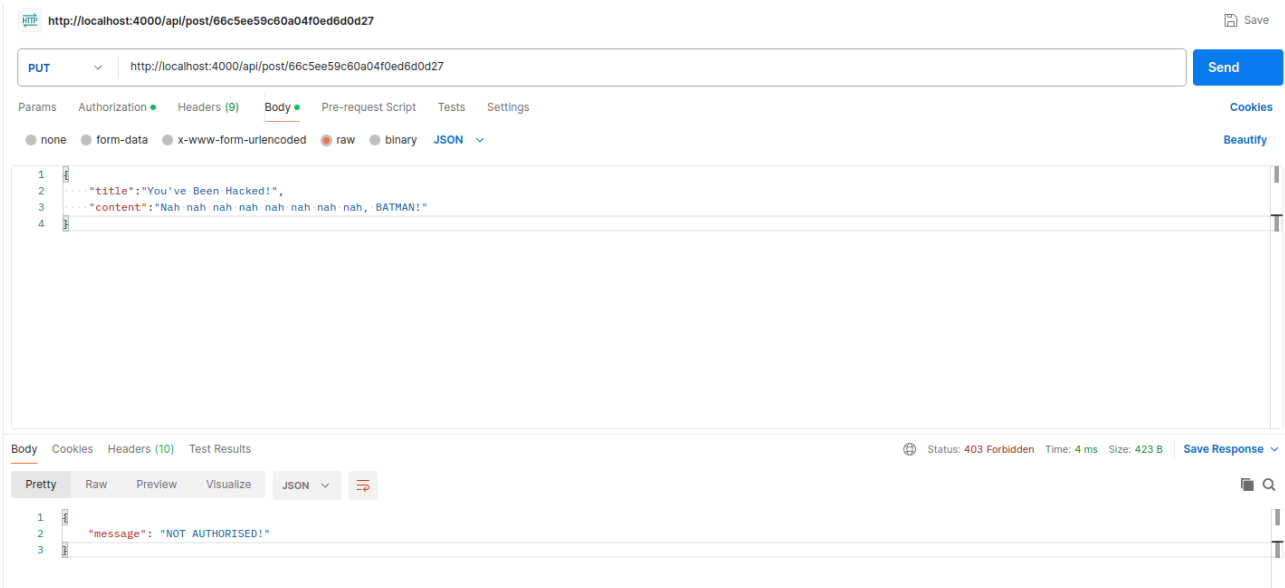 HTTP http://localhost:4000/api/post/66c5ee59c60a04f0ed6d0d27 Save
PUT http://localhost:4000/api/post/66c5ee59c60a04f0ed6d0d27 Send
Params Authorization Headers (9) Body Pre-request Script Tests Settings Cookies
none form-data x-www-form-urlencoded raw binary JSON Beautify
1 {
2 "title":"You've Been Hacked!",
3 "content":"Nah nah nah nah nah nah nah nah, BATMAN!"
4 }
Body Cookies Headers (10) Test Results Status: 403 Forbidden Time: 4 ms Size: 423 B Save Response
Pretty Raw Preview Visualize JSON
1 {
2 "message": "NOT AUTHORISED!"
3 }